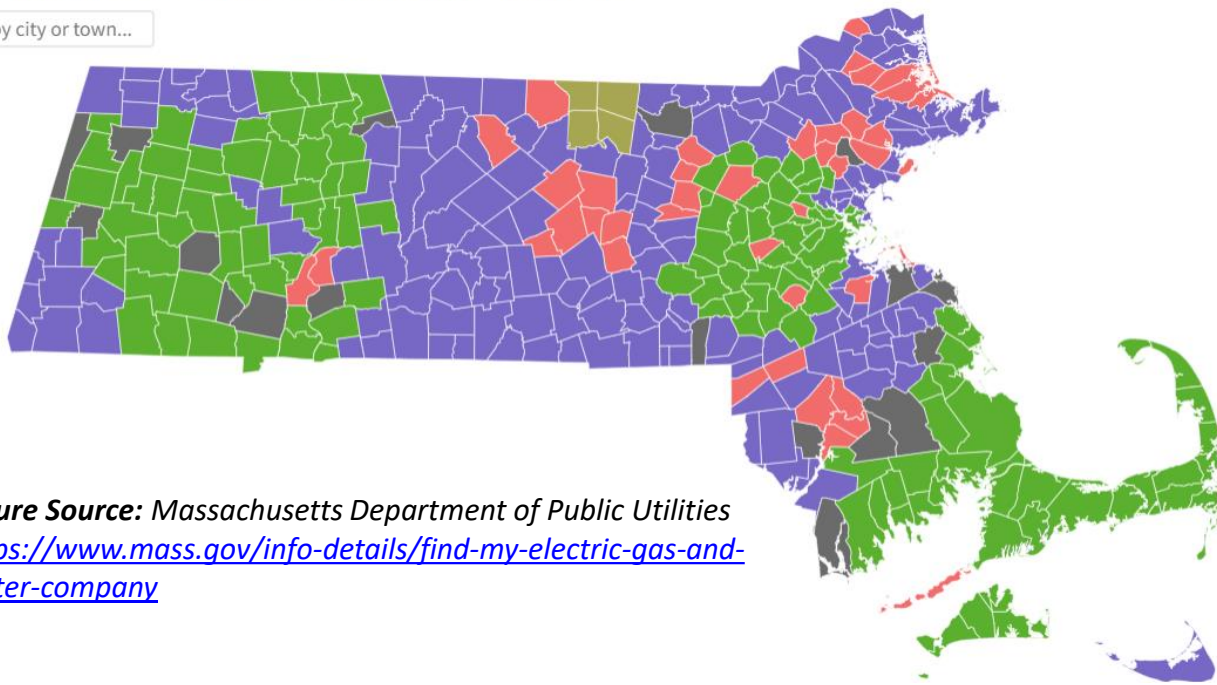 by city or town...
ure Source: Massachusetts Department of Public Utilities
ps://www.mass.gov/info-details/find-my-electric-gas-and-
ter-company